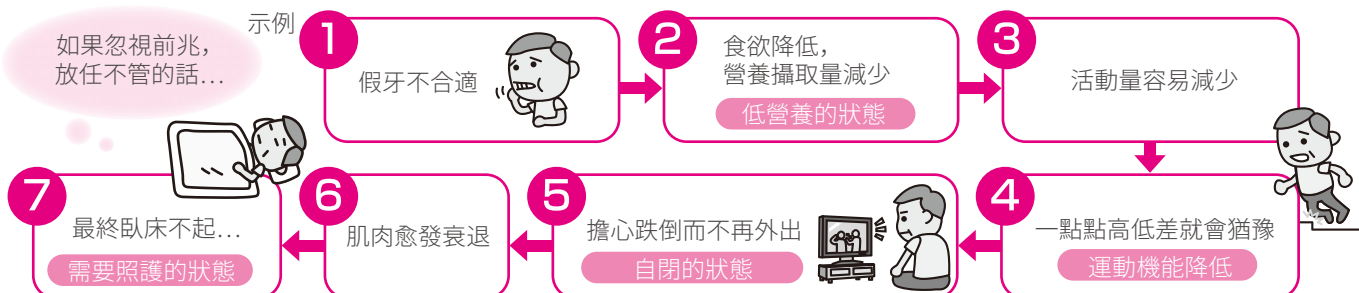 如果忽視前兆，
放任不管的話…
示例
1
假牙不合適
2
食欲降低，
營養攝取量減少
低營養的狀態
3
活動量容易減少
4
一點點高低差就會猶豫
運動機能降低
5
擔心跌倒而不再外出
自閉的狀態
6
肌肉愈發衰退
7
最終臥床不起…
需要照護的狀態